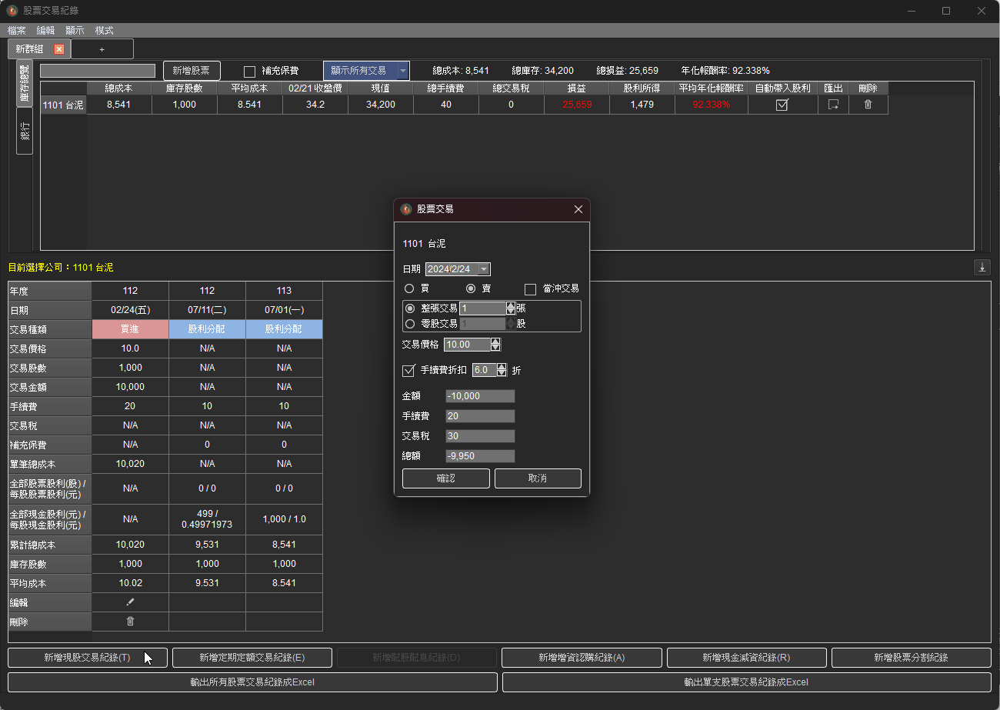 股票交易紀錄
檔案 編輯 顯示 模式
新群組 +
庫存總覽
銀行
新增股票 補充保費 顯示所有交易 總成本: 8,541 總庫存: 34,200 總損益: 25,659 年化報酬率: 92.338%
總成本 庫存股數 平均成本 02/21 收盤價 現值 總手續費 總交易稅 損益 股利所得 平均年化報酬率 自動帶入股利 匯出 刪除
1101 台泥 8,541 1,000 8.541 34.2 34,200 40 0 25,659 1,479 92.338%
目前選擇公司：1101 台泥
年度 112 112 113
日期 02/24(五) 07/11(二) 07/01(一)
交易種類 買進 股利分配 股利分配
交易價格 10.0 N/A N/A
交易股數 1,000 N/A N/A
交易金額 10,000 N/A N/A
手續費 20 10 10
交易稅 N/A N/A N/A
補充保費 N/A 0 0
單筆總成本 10,020 N/A N/A
全部股票股利(股) /
每股股票股利(元) N/A 0 / 0 0 / 0
全部現金股利(元) /
每股現金股利(元) N/A 499 /
0.49971973 1,000 / 1.0
累計總成本 10,020 9,531 8,541
庫存股數 1,000 1,000 1,000
平均成本 10.02 9.531 8.541
編輯
刪除
股票交易
1101 台泥
日期 2024/2/24
買 賣 當沖交易
整張交易 1 張
零股交易 1 股
交易價格 10.00
手續費折扣 6.0 折
金額 -10,000
手續費 20
交易稅 30
總額 -9,950
確認 取消
新增現股交易紀錄(T) 新增定期定額交易紀錄(E) 新增配股配息紀錄(D) 新增增資認購紀錄(A) 新增現金減資紀錄(R) 新增股票分割紀錄
輸出所有股票交易紀錄成Excel 輸出單支股票交易紀錄成Excel